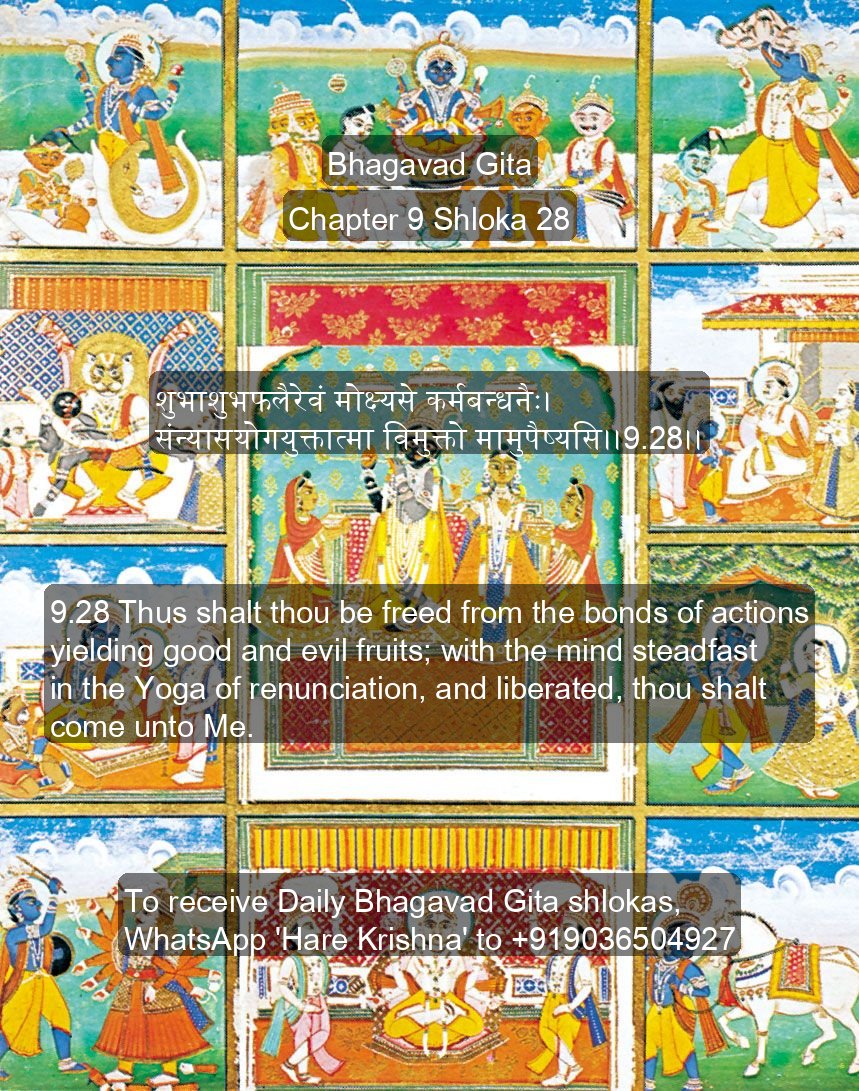 Bhagavad Gita
Chapter 9 Shloka 28
शुभाशुभफलैरेवं मोक्ष्यसे कर्मबन्धनैः।
संन्यासयोगयुक्तात्मा विमुक्तो मामुपैष्यसि।।9.28।।
9.28 Thus shalt thou be freed from the bonds of actions
yielding good and evil fruits; with the mind steadfast
in the Yoga of renunciation, and liberated, thou shalt
come unto Me.
To receive Daily Bhagavad Gita shlokas,
WhatsApp 'Hare Krishna' to +919036504927